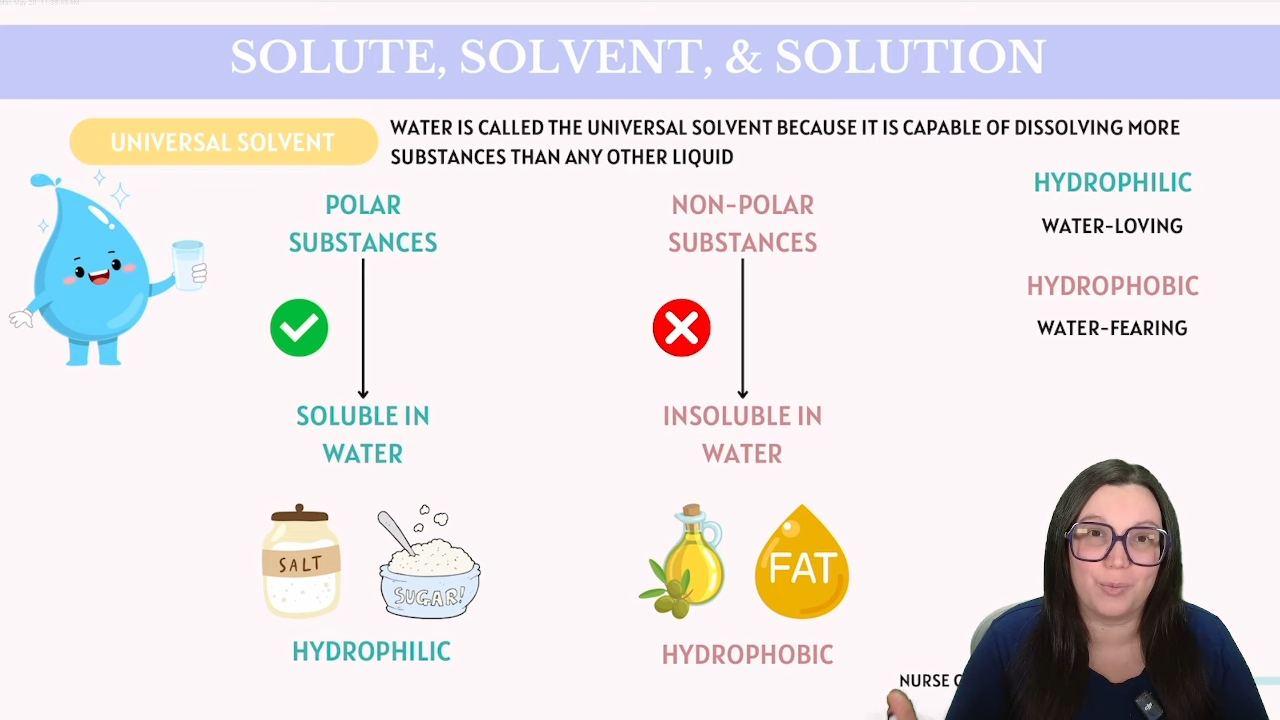 SOLUTE, SOLVENT, & SOLUTION
UNIVERSAL SOLVENT
WATER IS CALLED THE UNIVERSAL SOLVENT BECAUSE IT IS CAPABLE OF DISSOLVING MORE
SUBSTANCES THAN ANY OTHER LIQUID
POLAR
SUBSTANCES
NON-POLAR
SUBSTANCES
HYDROPHILIC
WATER-LOVING
HYDROPHOBIC
WATER-FEARING
SOLUBLE IN
WATER
INSOLUBLE IN
WATER
SALT
SUGAR!
FAT
HYDROPHILIC
HYDROPHOBIC
NURSE